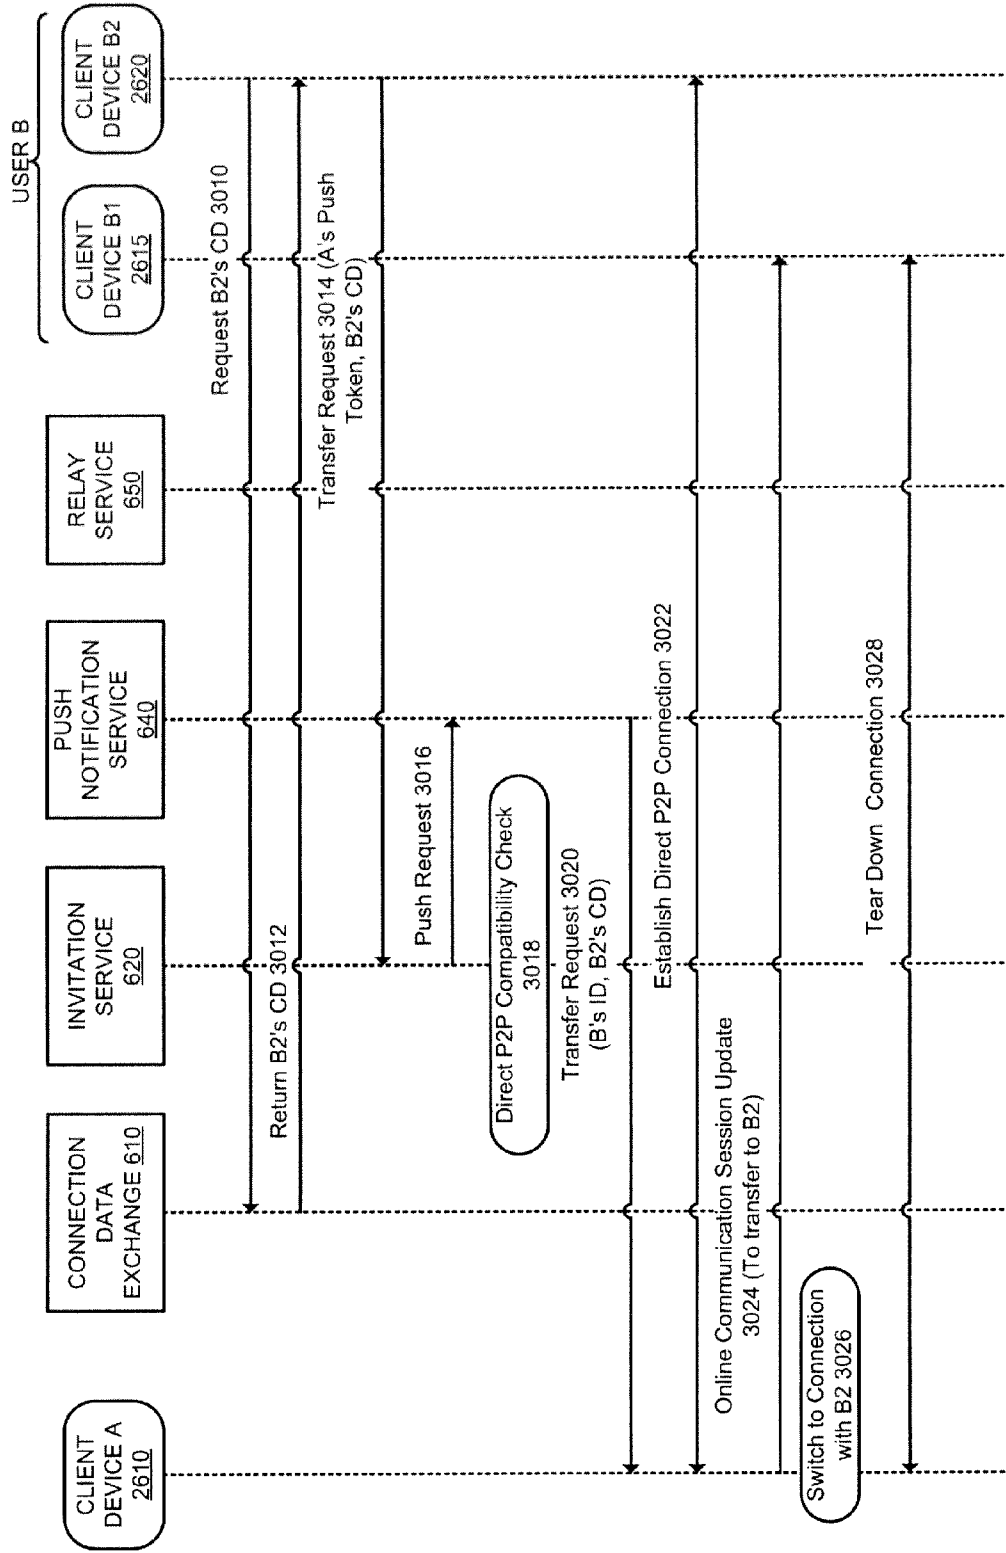 USER B
CLIENT
DEVICE A
2610
CONNECTION
DATA
EXCHANGE 610
INVITATION
SERVICE
620
PUSH
NOTIFICATION
SERVICE
640
RELAY
SERVICE
650
CLIENT
DEVICE B1
2615
CLIENT
DEVICE B2
2620
Request B2's CD 3010
Return B2's CD 3012
Transfer Request 3014 (A's Push
Token, B2's CD)
Push Request 3016
Direct P2P Compatibility Check
3018
Transfer Request 3020
(B's ID, B2's CD)
Establish Direct P2P Connection 3022
Online Communication Session Update
3024 (To transfer to B2)
Switch to Connection
with B2 3026
Tear Down Connection 3028